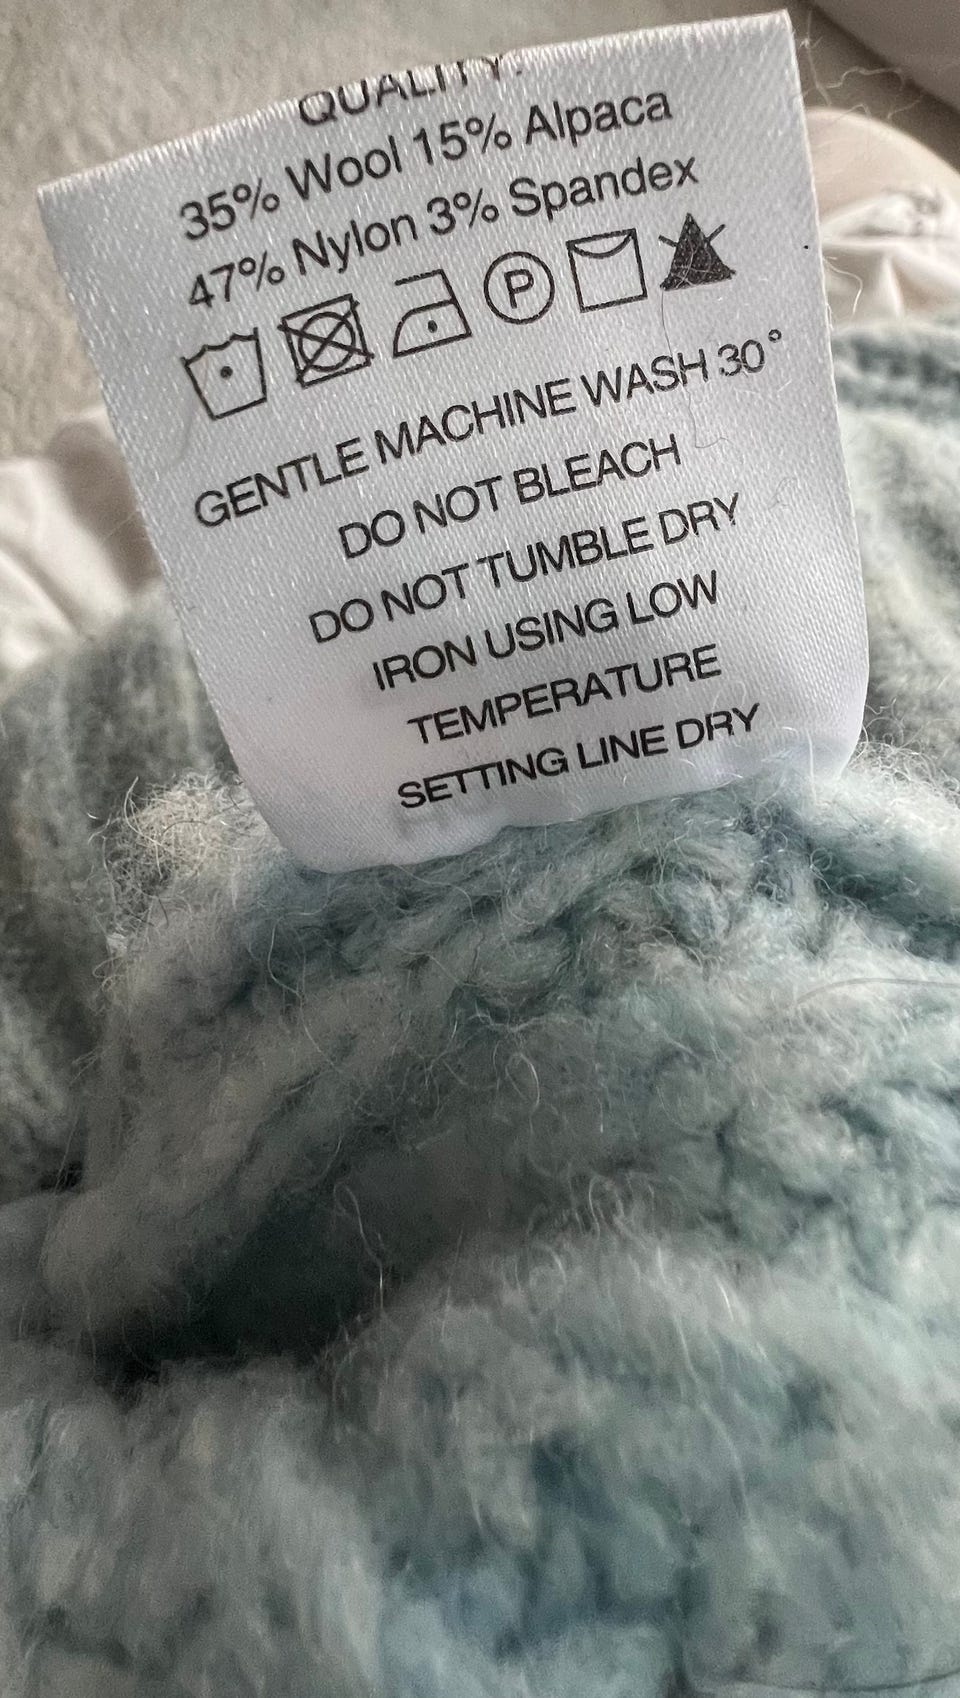 QUALITY:
35% Wool 15% Alpaca
47% Nylon 3% Spandex
P
GENTLE MACHINE WASH 30°
DO NOT BLEACH
DO NOT TUMBLE DRY
IRON USING LOW
TEMPERATURE
SETTING LINE DRY